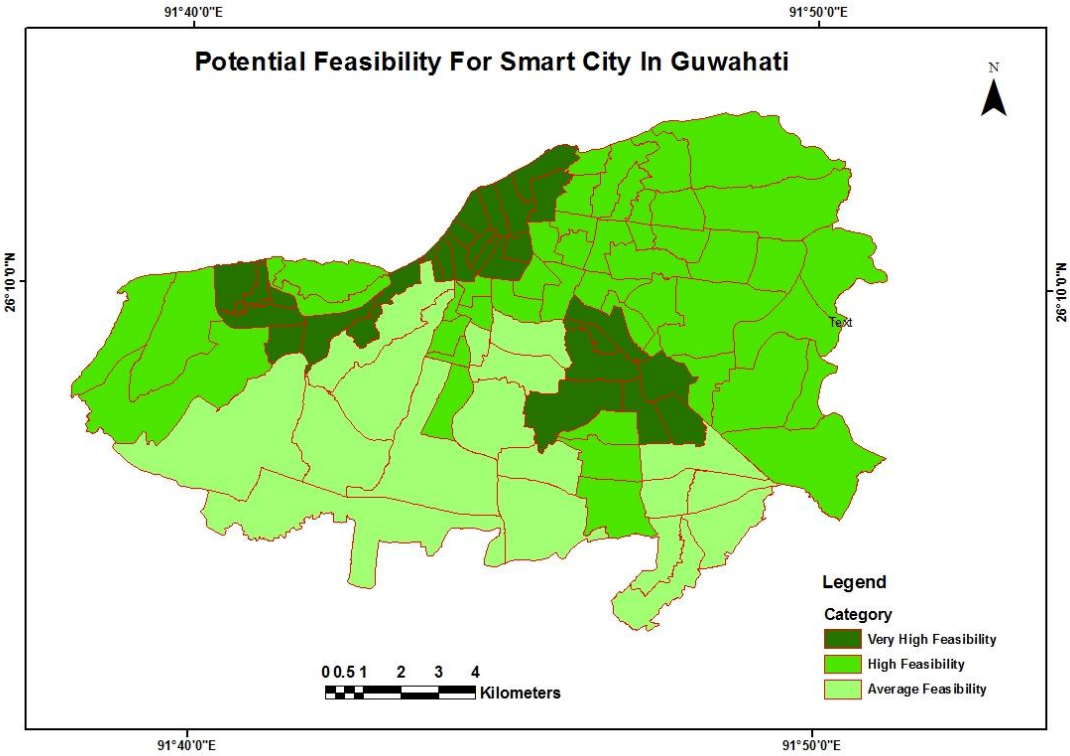 91°40'0"E 91°50'0"E
Potential Feasibility For Smart City In Guwahati
N
26°10'0"N
26°10'0"N
Text
Legend
Category
Very High Feasibility
High Feasibility
Average Feasibility
0 0.5 1 2 3 4
Kilometers
91°40'0"E 91°50'0"E